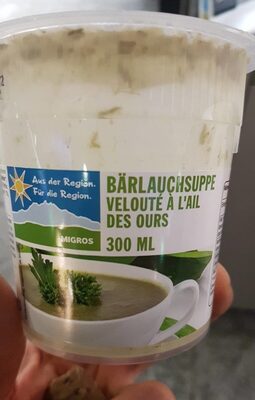 Aus der Region.
Für die Region.
MIGROS
BÄRLAUCHSUPPE
VELOUTÉ À L'AIL
DES OURS
300 ML